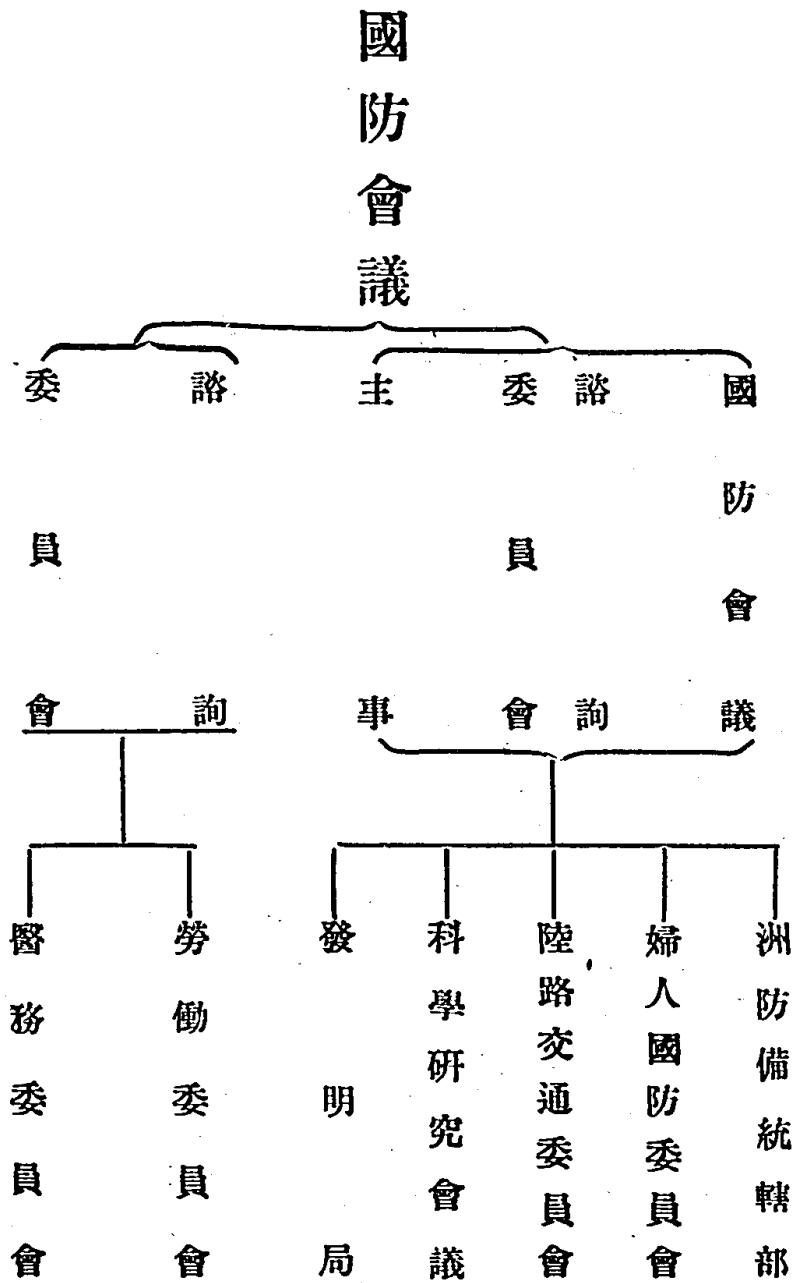 國防會議
國防會議
諮詢
委員會
主事
諮詢
委員會
洲防備統轄部
婦人國防委員會
陸路交通委員會
科學研究會議
發明局
勞働委員會
醫務委員會